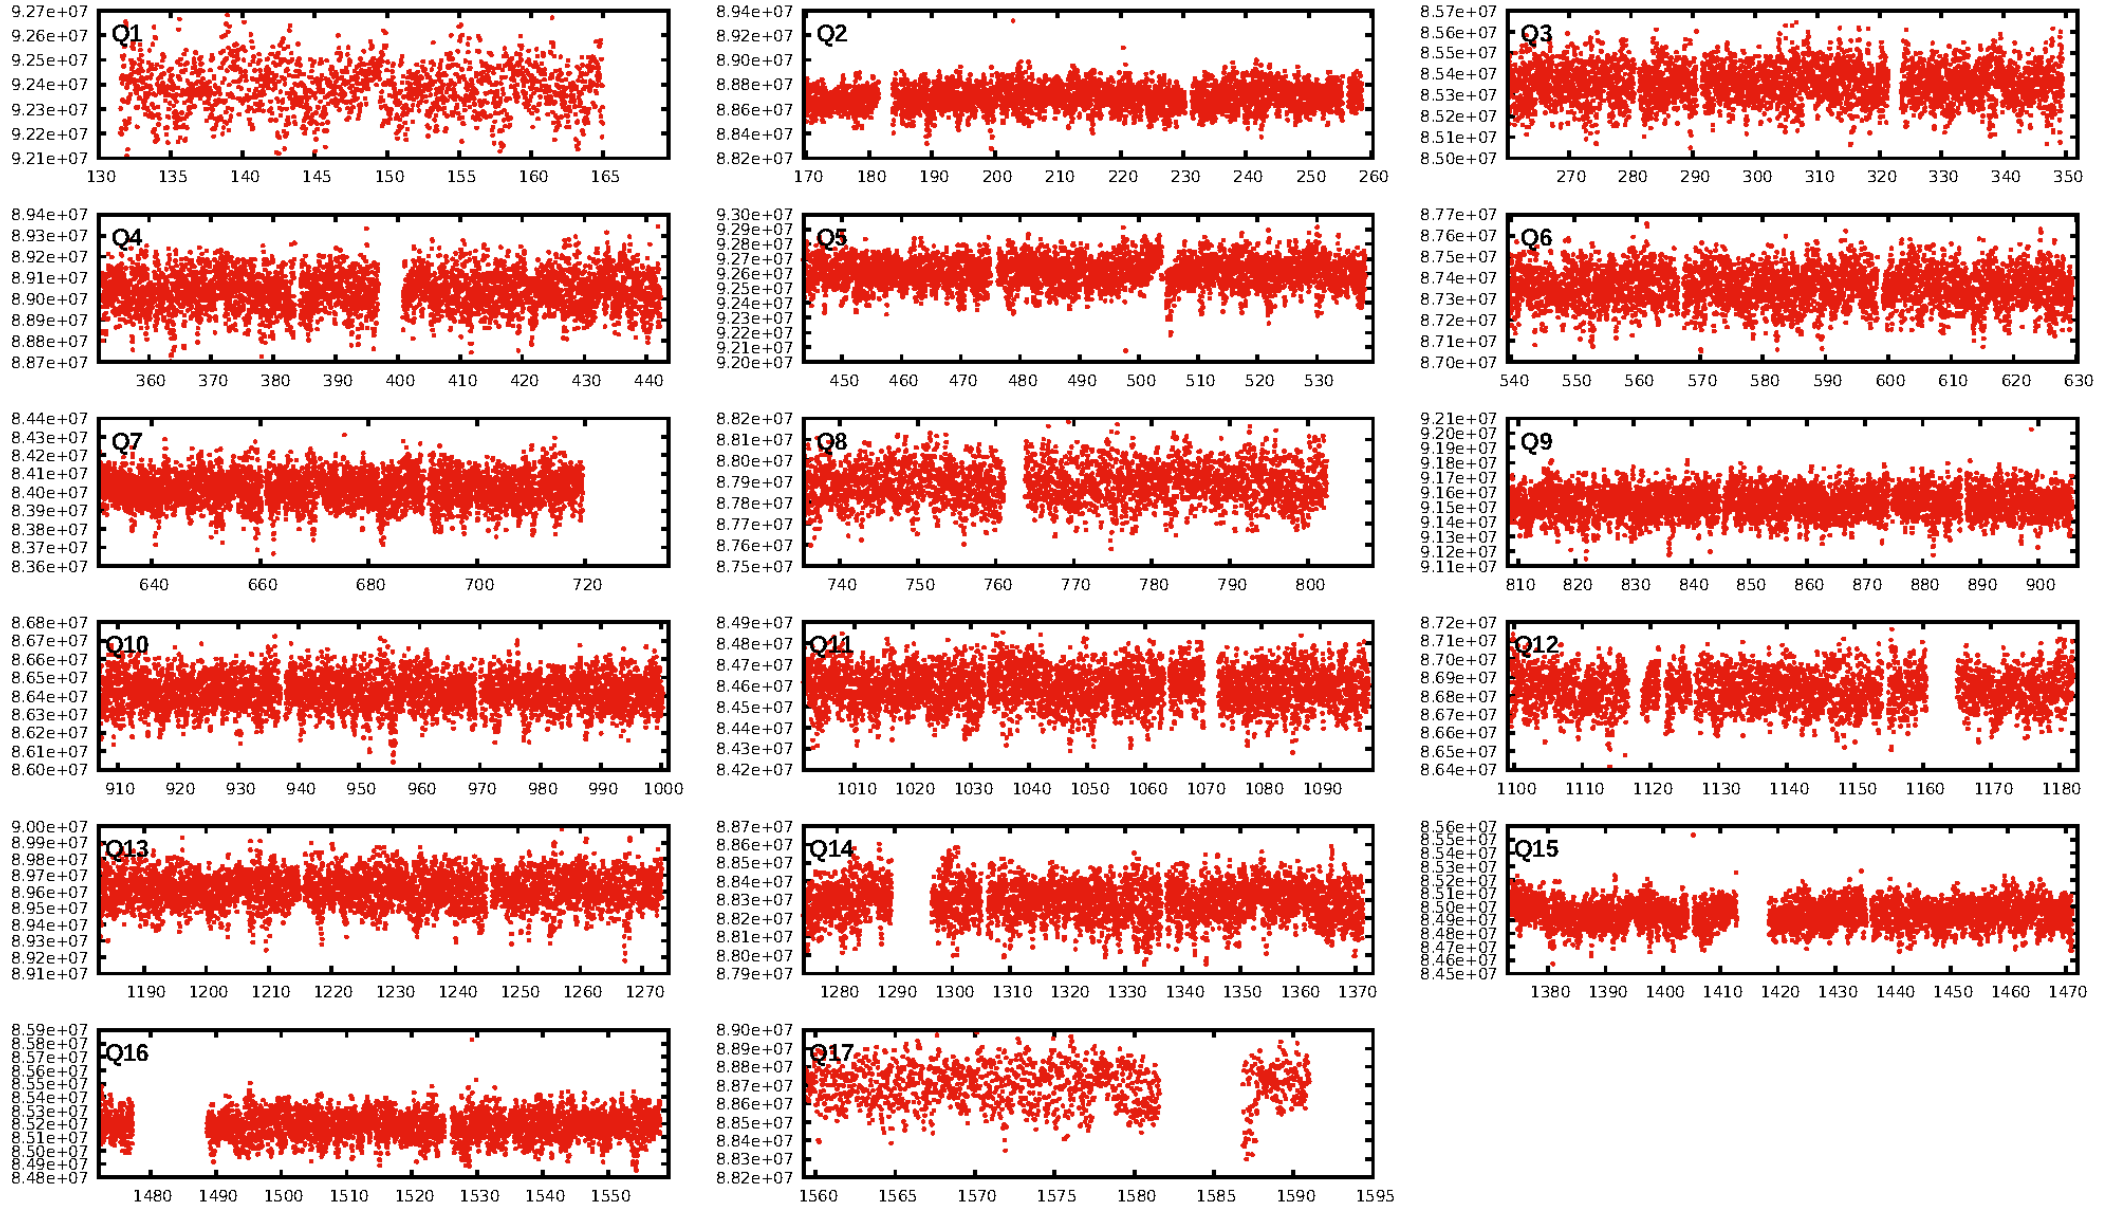 9.27e+07
9.26e+07
9.25e+07
9.24e+07
9.23e+07
9.22e+07
9.21e+07
Q1
130 135 140 145 150 155 160 165
8.94e+07
8.92e+07
8.90e+07
8.88e+07
8.86e+07
8.84e+07
8.82e+07
Q2
170 180 190 200 210 220 230 240 250 260
8.57e+07
8.56e+07
8.55e+07
8.54e+07
8.53e+07
8.52e+07
8.51e+07
8.50e+07
Q3
270 280 290 300 310 320 330 340 350
8.94e+07
8.93e+07
8.92e+07
8.91e+07
8.90e+07
8.89e+07
8.88e+07
8.87e+07
Q4
360 370 380 390 400 410 420 430 440
9.30e+07
9.29e+07
9.28e+07
9.27e+07
9.26e+07
9.25e+07
9.24e+07
9.23e+07
9.22e+07
9.21e+07
9.20e+07
Q5
450 460 470 480 490 500 510 520 530
8.77e+07
8.76e+07
8.75e+07
8.74e+07
8.73e+07
8.72e+07
8.71e+07
8.70e+07
Q6
540 550 560 570 580 590 600 610 620 630
8.44e+07
8.43e+07
8.42e+07
8.41e+07
8.40e+07
8.39e+07
8.38e+07
8.37e+07
8.36e+07
Q7
640 660 680 700 720
8.82e+07
8.81e+07
8.80e+07
8.79e+07
8.78e+07
8.77e+07
8.76e+07
8.75e+07
Q8
740 750 760 770 780 790 800
9.21e+07
9.20e+07
9.19e+07
9.18e+07
9.17e+07
9.16e+07
9.15e+07
9.14e+07
9.13e+07
9.12e+07
9.11e+07
Q9
810 820 830 840 850 860 870 880 890 900
8.68e+07
8.67e+07
8.66e+07
8.65e+07
8.64e+07
8.63e+07
8.62e+07
8.61e+07
8.60e+07
Q10
910 920 930 940 950 960 970 980 990 1000
8.49e+07
8.48e+07
8.47e+07
8.46e+07
8.45e+07
8.44e+07
8.43e+07
8.42e+07
Q11
1010 1020 1030 1040 1050 1060 1070 1080 1090
8.72e+07
8.71e+07
8.70e+07
8.69e+07
8.68e+07
8.67e+07
8.66e+07
8.65e+07
8.64e+07
Q12
1100 1110 1120 1130 1140 1150 1160 1170 1180
9.00e+07
8.99e+07
8.98e+07
8.97e+07
8.96e+07
8.95e+07
8.94e+07
8.93e+07
8.92e+07
8.91e+07
Q13
1190 1200 1210 1220 1230 1240 1250 1260 1270
8.87e+07
8.86e+07
8.85e+07
8.84e+07
8.83e+07
8.82e+07
8.81e+07
8.80e+07
8.79e+07
Q14
1280 1290 1300 1310 1320 1330 1340 1350 1360 1370
8.56e+07
8.55e+07
8.54e+07
8.53e+07
8.52e+07
8.51e+07
8.50e+07
8.49e+07
8.48e+07
8.47e+07
8.46e+07
8.45e+07
Q15
1380 1390 1400 1410 1420 1430 1440 1450 1460 1470
8.59e+07
8.58e+07
8.57e+07
8.56e+07
8.55e+07
8.54e+07
8.53e+07
8.52e+07
8.51e+07
8.50e+07
8.49e+07
8.48e+07
Q16
1480 1490 1500 1510 1520 1530 1540 1550
8.90e+07
8.89e+07
8.88e+07
8.87e+07
8.86e+07
8.85e+07
8.84e+07
8.83e+07
8.82e+07
Q17
1560 1565 1570 1575 1580 1585 1590 1595